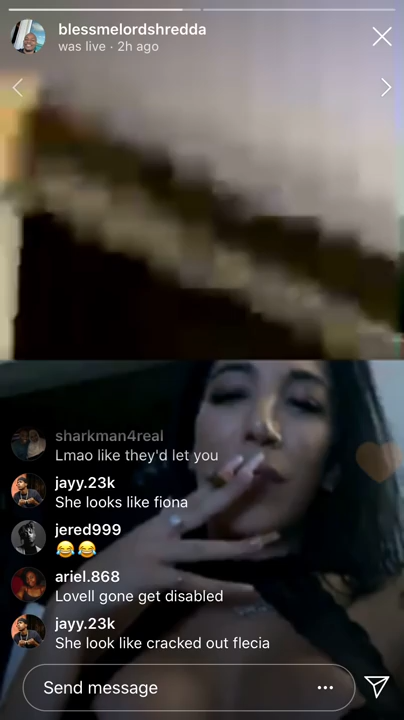 blessmelordshredda
was live · 2h ago
sharkman4real
Lmao like they'd let you
jayy.23k
She looks like fiona
jered999
😂😂
ariel.868
Lovell gone get disabled
jayy.23k
She look like cracked out flecia
Send message